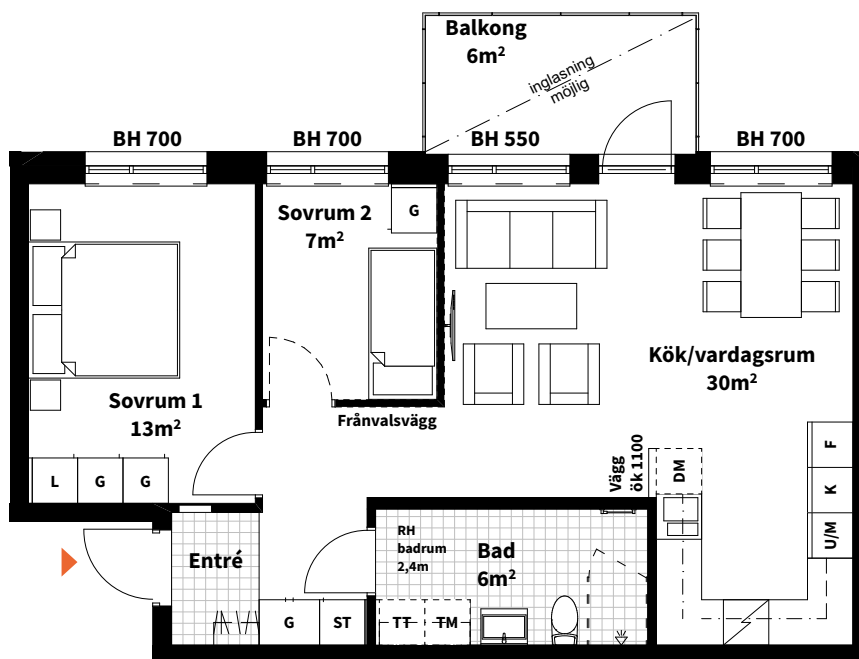 Balkong
6m²
inglasning
möjlig
BH 700
BH 700
BH 550
BH 700
Sovrum 2
7m²
G
Kök/vardagsrum
30m²
Sovrum 1
13m²
Frånvalsvägg
L
G
G
Vägg
ök 1100
DM
F
K
U/M
Entré
RH
badrum
2,4m
Bad
6m²
G
ST
TT
TM